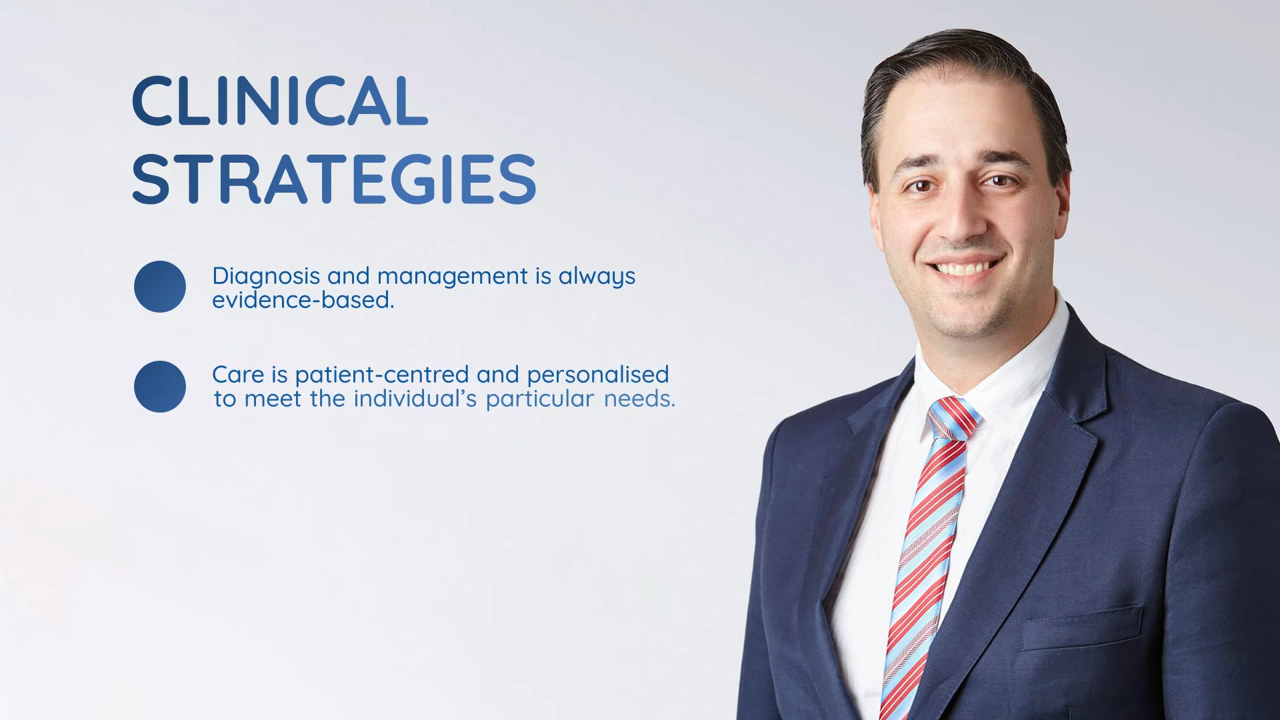 CLINICAL
STRATEGIES
Diagnosis and management is always
evidence-based.
Care is patient-centred and personalised
to meet the individual’s particular needs.